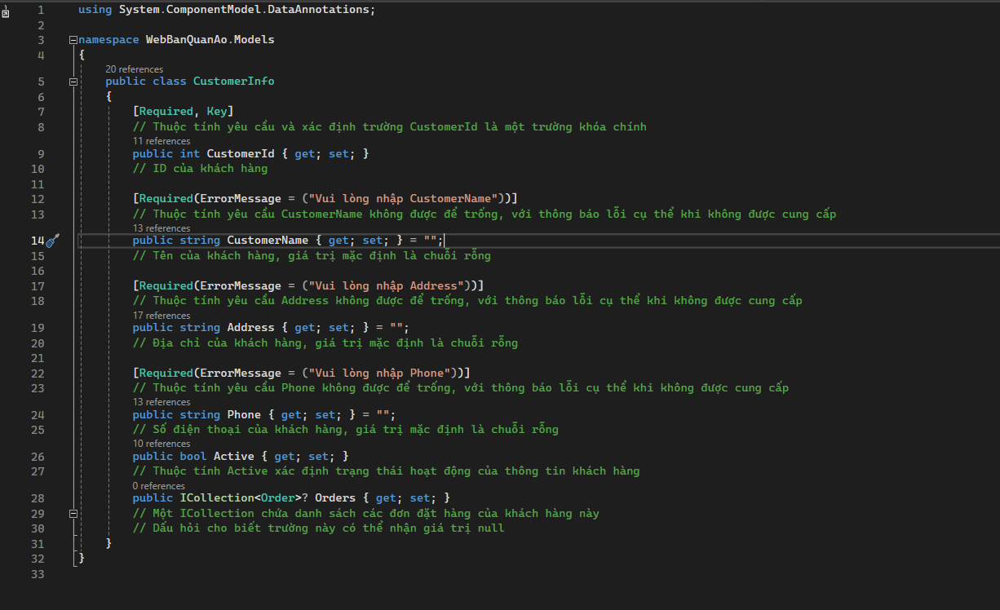 1 using System.ComponentModel.DataAnnotations;
2
3 namespace WebBanQuanAo.Models
4 {
20 references
5 public class CustomerInfo
6 {
7 [Required, Key]
8 // Thuộc tính yêu cầu và xác định trường CustomerId là một trường khóa chính
11 references
9 public int CustomerId { get; set; }
10 // ID của khách hàng
11
12 [Required(ErrorMessage = ("Vui lòng nhập CustomerName"))]
13 // Thuộc tính yêu cầu CustomerName không được để trống, với thông báo lỗi cụ thể khi không được cung cấp
13 references
14 public string CustomerName { get; set; } = "";
15 // Tên của khách hàng, giá trị mặc định là chuỗi rỗng
16
17 [Required(ErrorMessage = ("Vui lòng nhập Address"))]
18 // Thuộc tính yêu cầu Address không được để trống, với thông báo lỗi cụ thể khi không được cung cấp
17 references
19 public string Address { get; set; } = "";
20 // Địa chỉ của khách hàng, giá trị mặc định là chuỗi rỗng
21
22 [Required(ErrorMessage = ("Vui lòng nhập Phone"))]
23 // Thuộc tính yêu cầu Phone không được để trống, với thông báo lỗi cụ thể khi không được cung cấp
13 references
24 public string Phone { get; set; } = "";
25 // Số điện thoại của khách hàng, giá trị mặc định là chuỗi rỗng
10 references
26 public bool Active { get; set; }
27 // Thuộc tính Active xác định trạng thái hoạt động của thông tin khách hàng
0 references
28 public ICollection<Order>? Orders { get; set; }
29 // Một ICollection chứa danh sách các đơn đặt hàng của khách hàng này
30 // Dấu hỏi cho biết trường này có thể nhận giá trị null
31 }
32 }
33